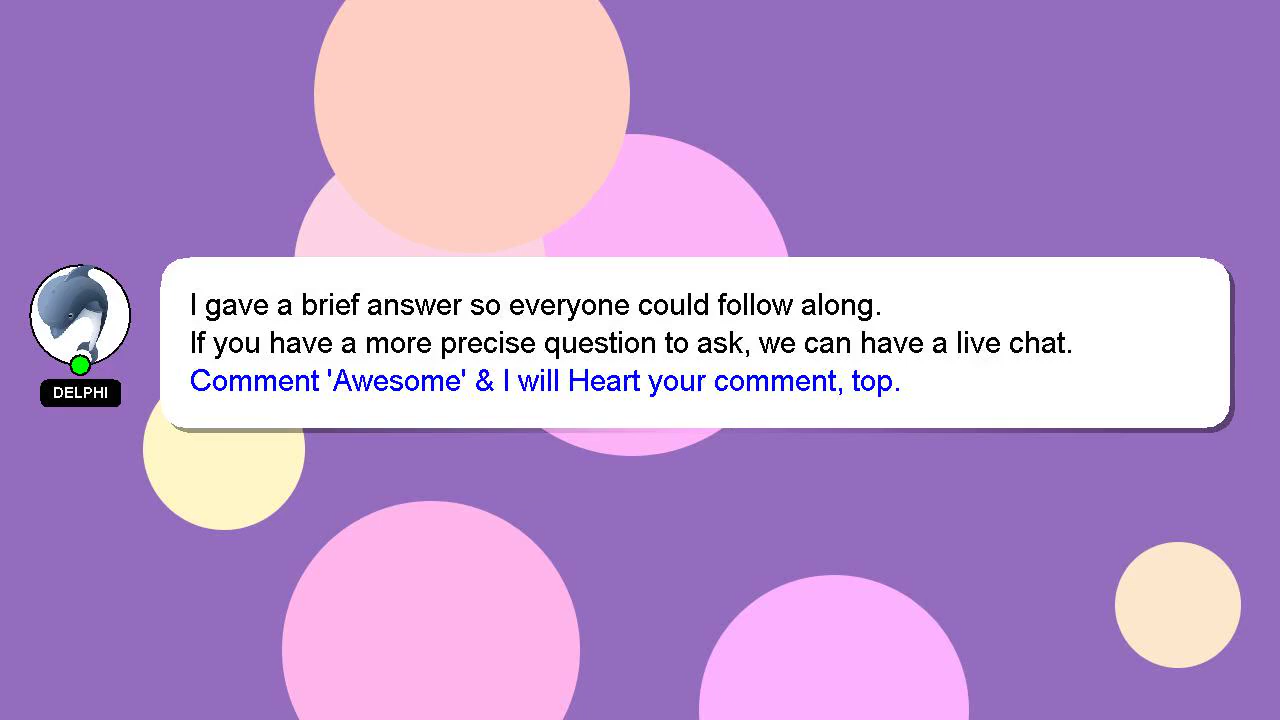 I gave a brief answer so everyone could follow along.
If you have a more precise question to ask, we can have a live chat.
Comment 'Awesome' & I will Heart your comment, top.
DELPHI